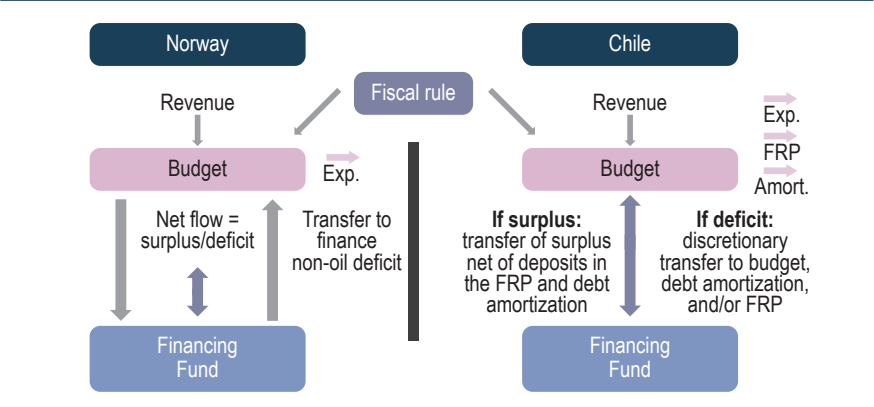 Norway
Chile
Fiscal rule
Revenue
Budget
Exp.
Net flow =
surplus/deficit
Transfer to
finance
non-oil deficit
Financing
Fund
Revenue
Budget
Exp.
FRP
Amort.
If surplus:
transfer of surplus
net of deposits in
the FRP and debt
amortization
If deficit:
discretionary
transfer to budget,
debt amortization,
and/or FRP
Financing
Fund